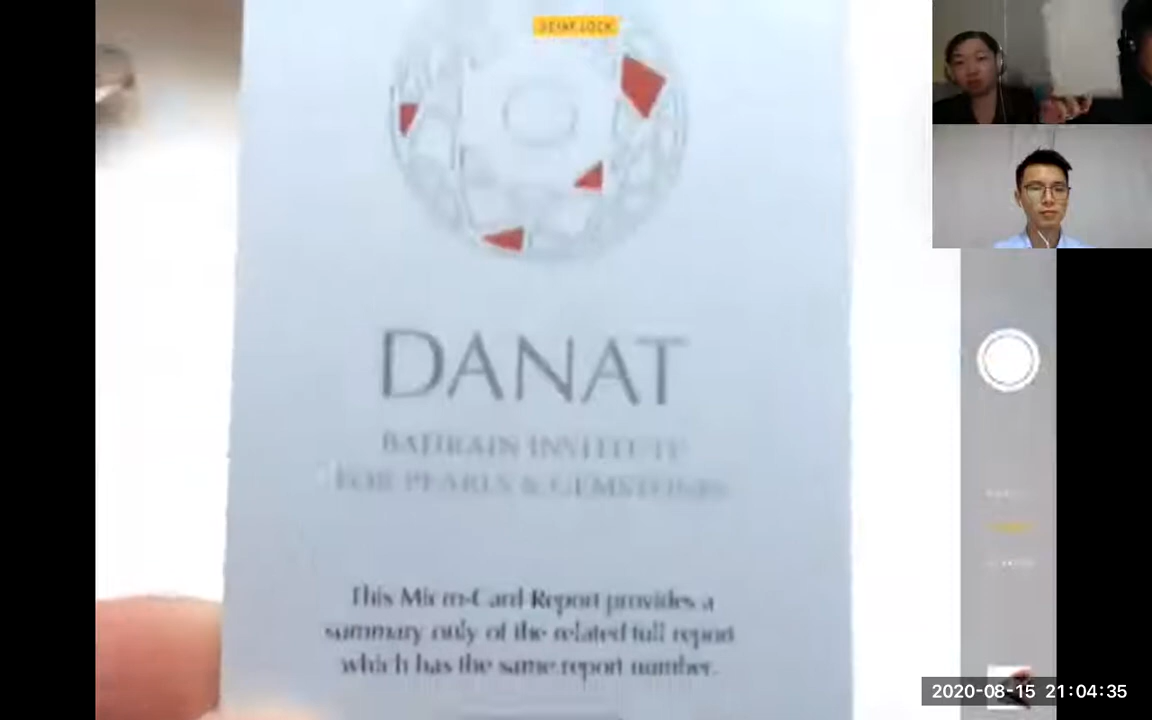 AE/AF LOCK
DANAT
BAHRAIN INSTITUTE
FOR PEARLS & GEMSTONES
This Micro-Card Report provides a
summary only of the related full report
which has the same report number.
2020-08-15 21:04:35